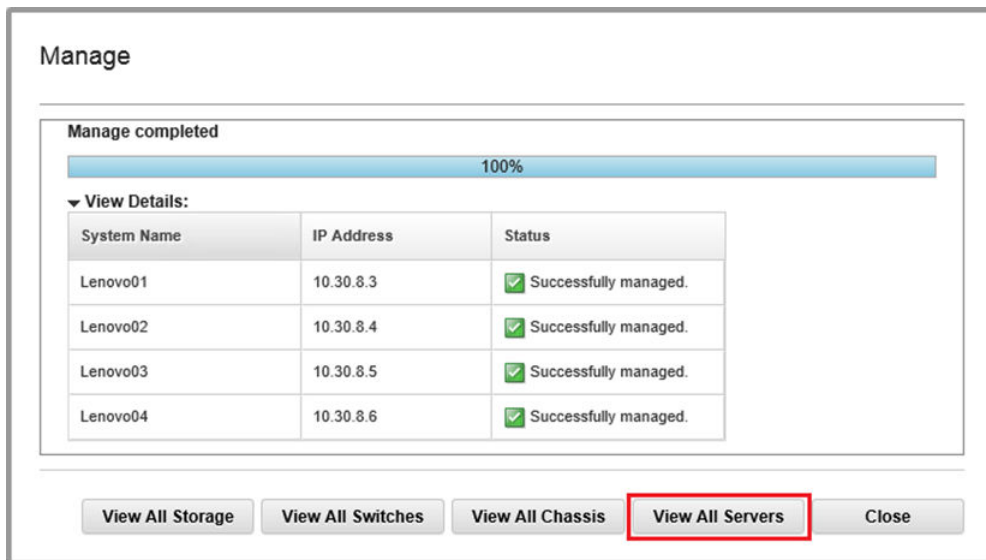 Manage
Manage completed
100%
View Details:
System Name IP Address Status
Lenovo01 10.30.8.3 Successfully managed.
Lenovo02 10.30.8.4 Successfully managed.
Lenovo03 10.30.8.5 Successfully managed.
Lenovo04 10.30.8.6 Successfully managed.
View All Storage View All Switches View All Chassis View All Servers Close